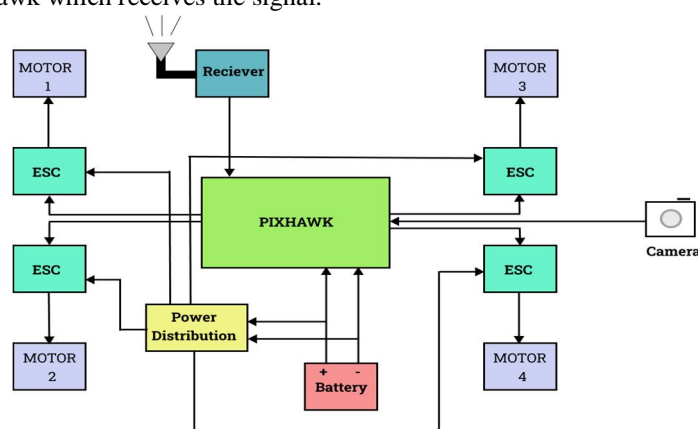 which receives the signal.
MOTOR
1
Reciever
MOTOR
3
ESC
ESC
PIXHAWK
Camera
ESC
ESC
Power
Distribution
MOTOR
2
+ -
Battery
MOTOR
4